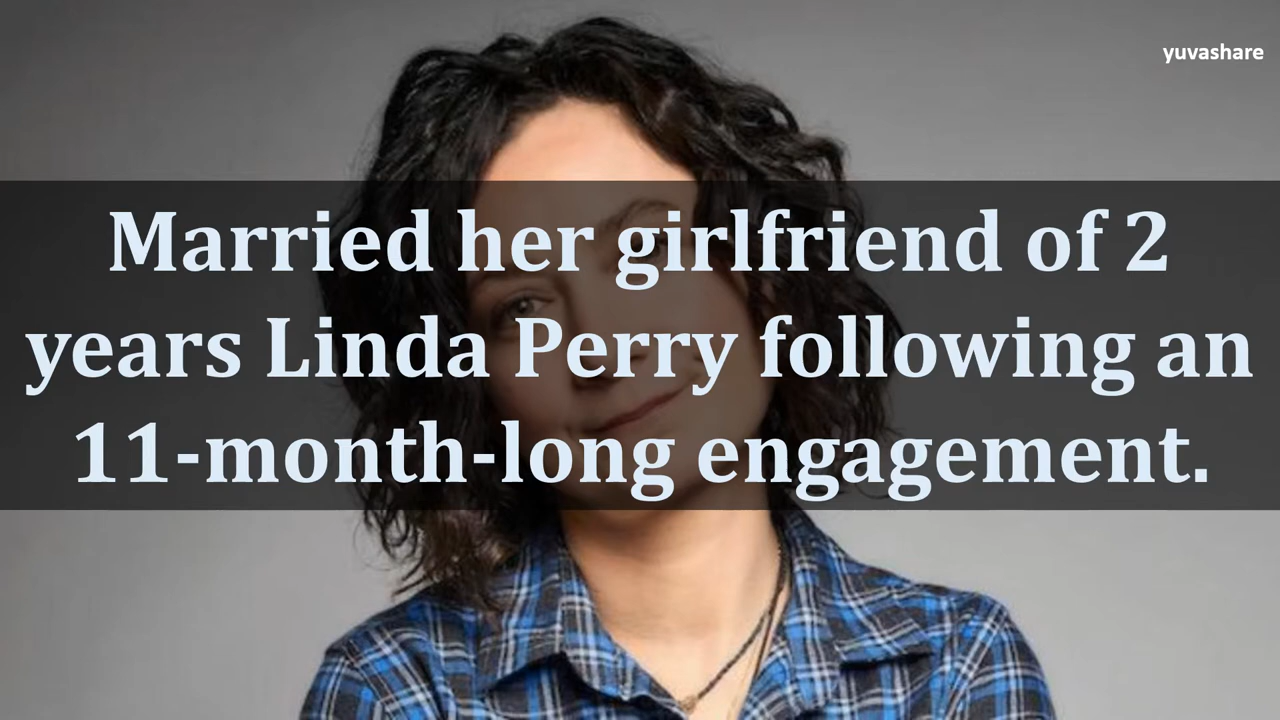 yuvashare
Married her girlfriend of 2
years Linda Perry following an
11-month-long engagement.